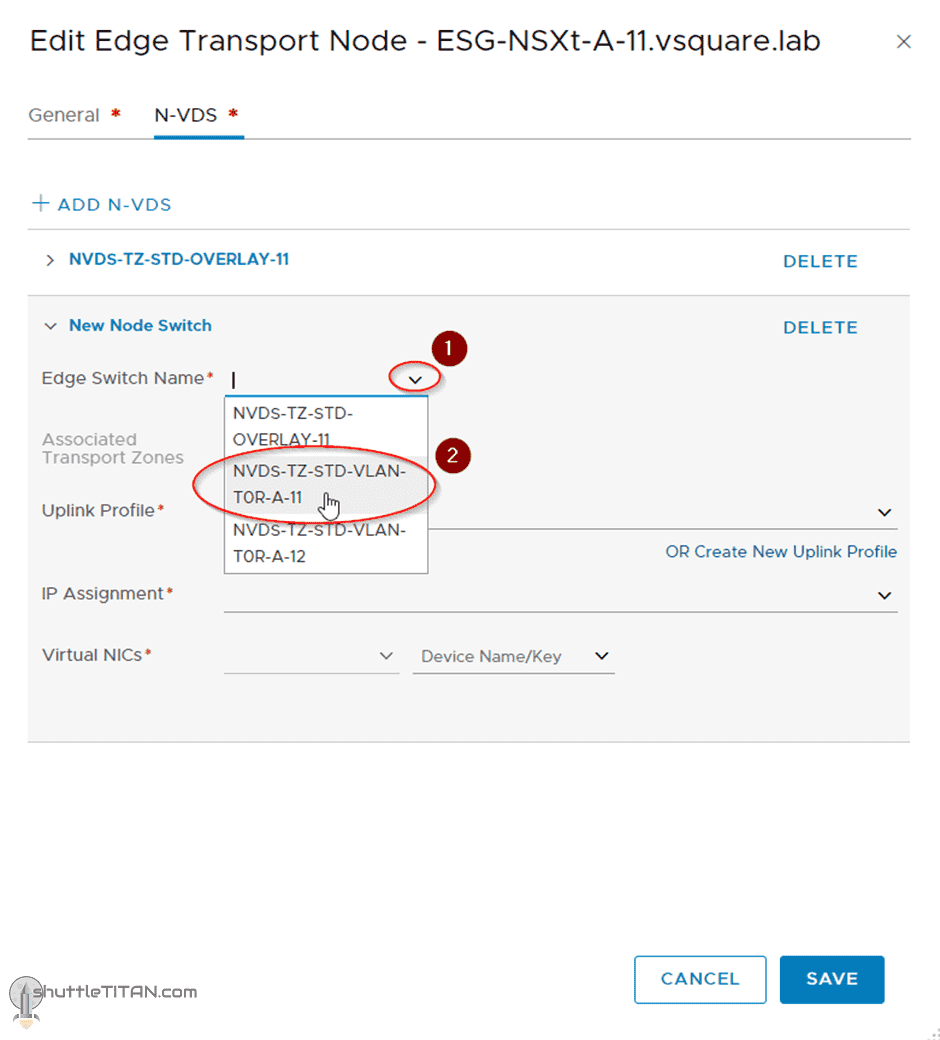 Edit Edge Transport Node - ESG-NSXt-A-11.vsquare.lab
General *
N-VDS *
ADD N-VDS
NVDS-TZ-STD-OVERLAY-11
DELETE
New Node Switch
DELETE
1
Edge Switch Name*
NVDS-TZ-STD-
OVERLAY-11
Associated
Transport Zones
2
NVDS-TZ-STD-VLAN-
T0R-A-11
Uplink Profile*
NVDS-TZ-STD-VLAN-
T0R-A-12
OR Create New Uplink Profile
IP Assignment*
Virtual NICs*
Device Name/Key
CANCEL
SAVE
shuttleTITAN.com